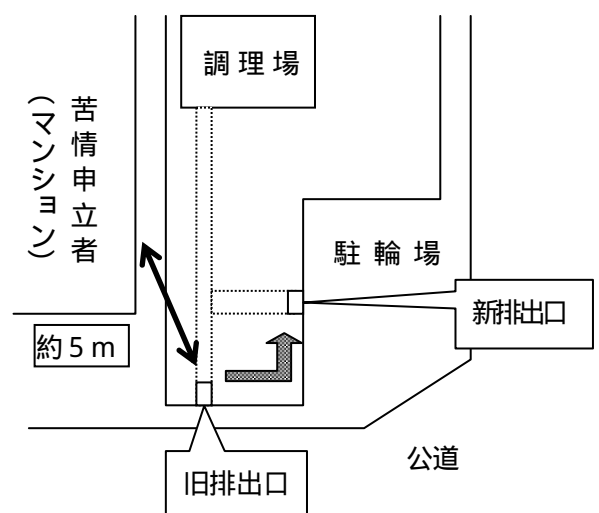 調理場
苦情申立者
(マンション)
駐輪場
新排出口
約5m
旧排出口
公道